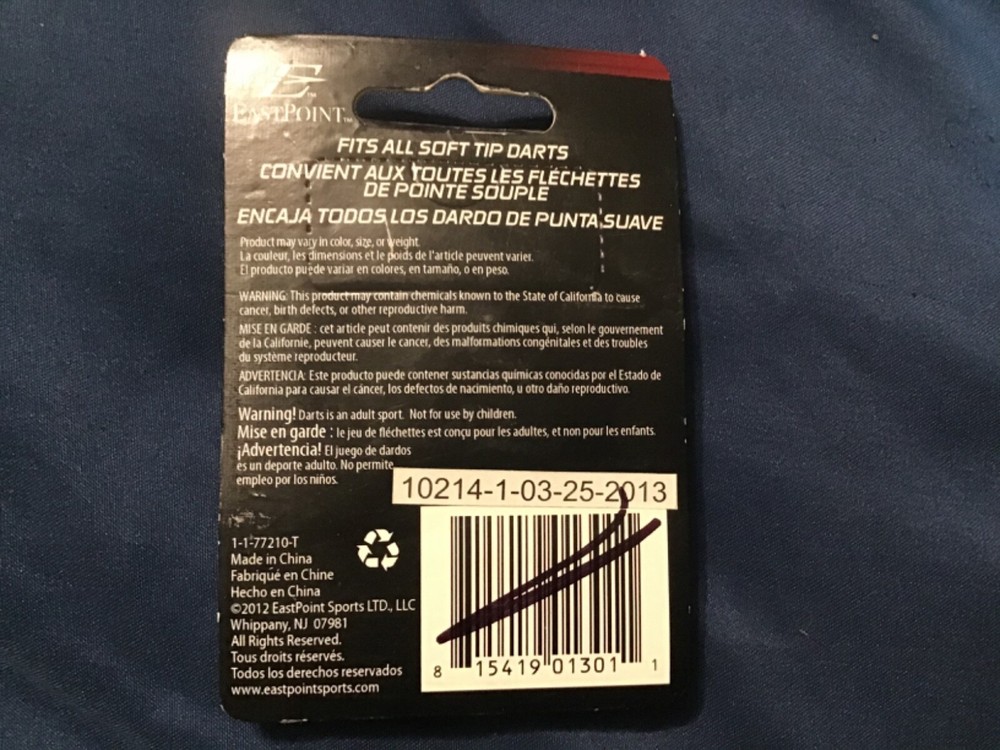 E™
EASTPOINT™
FITS ALL SOFT TIP DARTS
CONVIENT AUX TOUTES LES FLÉCHETTES
DE POINTE SOUPLE
ENCAJA TODOS LOS DARDO DE PUNTA SUAVE
Product may vary in color, size, or weight.
La couleur, les dimensions et le poids de l'article peuvent varier.
El producto puede variar en colores, en tamaño, o en peso.
WARNING: This product may contain chemicals known to the State of California to cause
cancer, birth defects, or other reproductive harm.
MISE EN GARDE : cet article peut contenir des produits chimiques qui, selon le gouvernement
de la Californie, peuvent causer le cancer, des malformations congénitales et des troubles
du système reproducteur.
ADVERTENCIA: Este producto puede contener sustancias químicas conocidas por el Estado de
California para causar el cáncer, los defectos de nacimiento, u otro daño reproductivo.
Warning! Darts is an adult sport. Not for use by children.
Mise en garde : le jeu de fléchettes est conçu pour les adultes, et non pour les enfants.
¡Advertencia! El juego de dardos
es un deporte adulto. No permite
empleo por los niños.
10214-1-03-25-2013
1-1-77210-T
Made in China
Fabriqué en Chine
Hecho en China
©2012 EastPoint Sports LTD., LLC
Whippany, NJ 07981
All Rights Reserved.
Tous droits réservés.
Todos los derechos reservados
www.eastpointsports.com
8 15419 01301 1